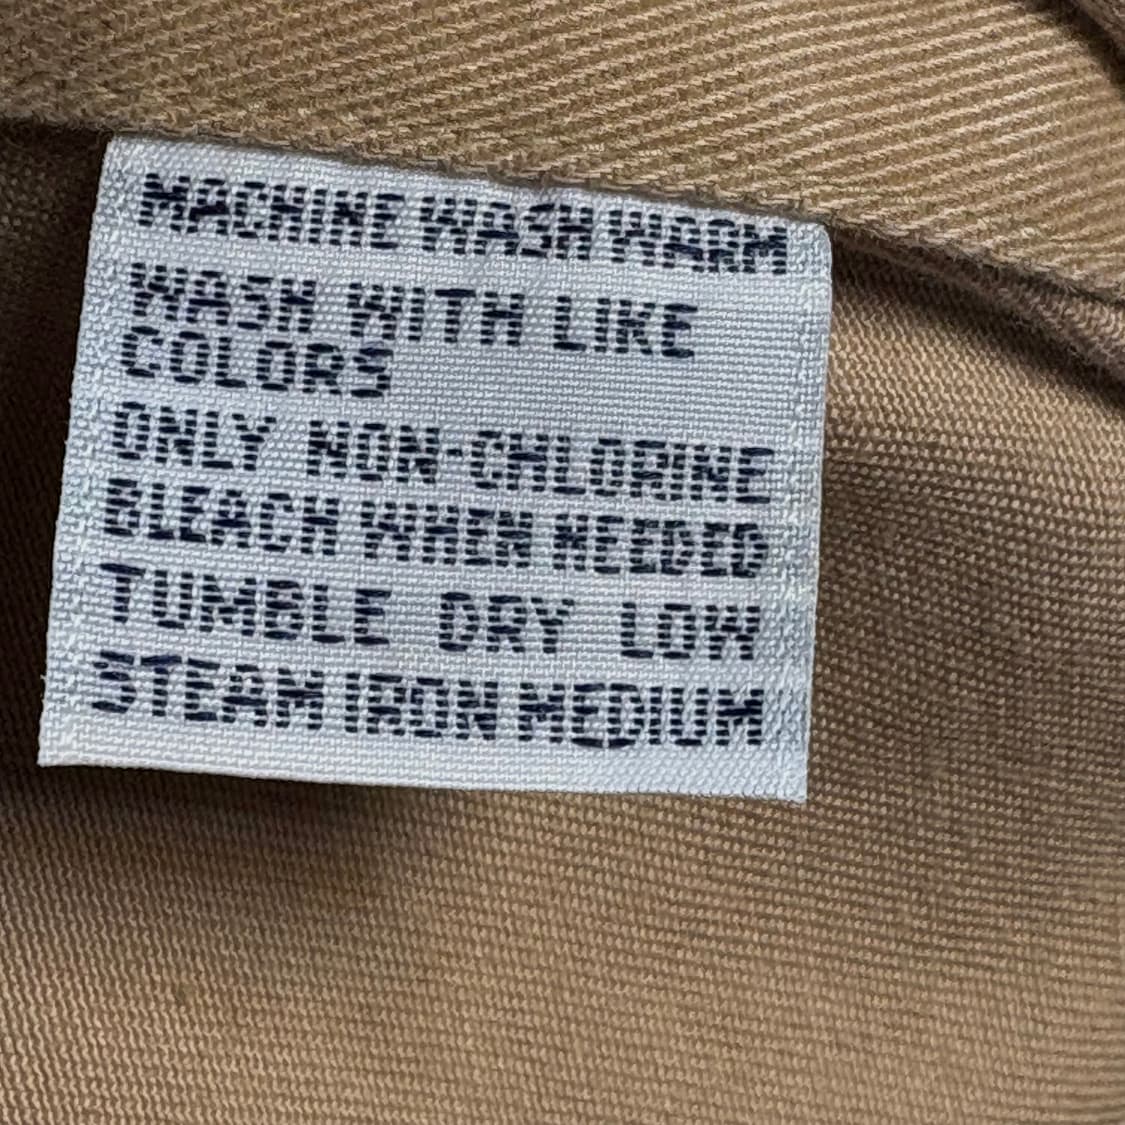 MACHINE WASH WARM
WASH WITH LIKE
COLORS
ONLY NON-CHLORINE
BLEACH WHEN NEEDED
TUMBLE DRY LOW
STEAM IRON MEDIUM